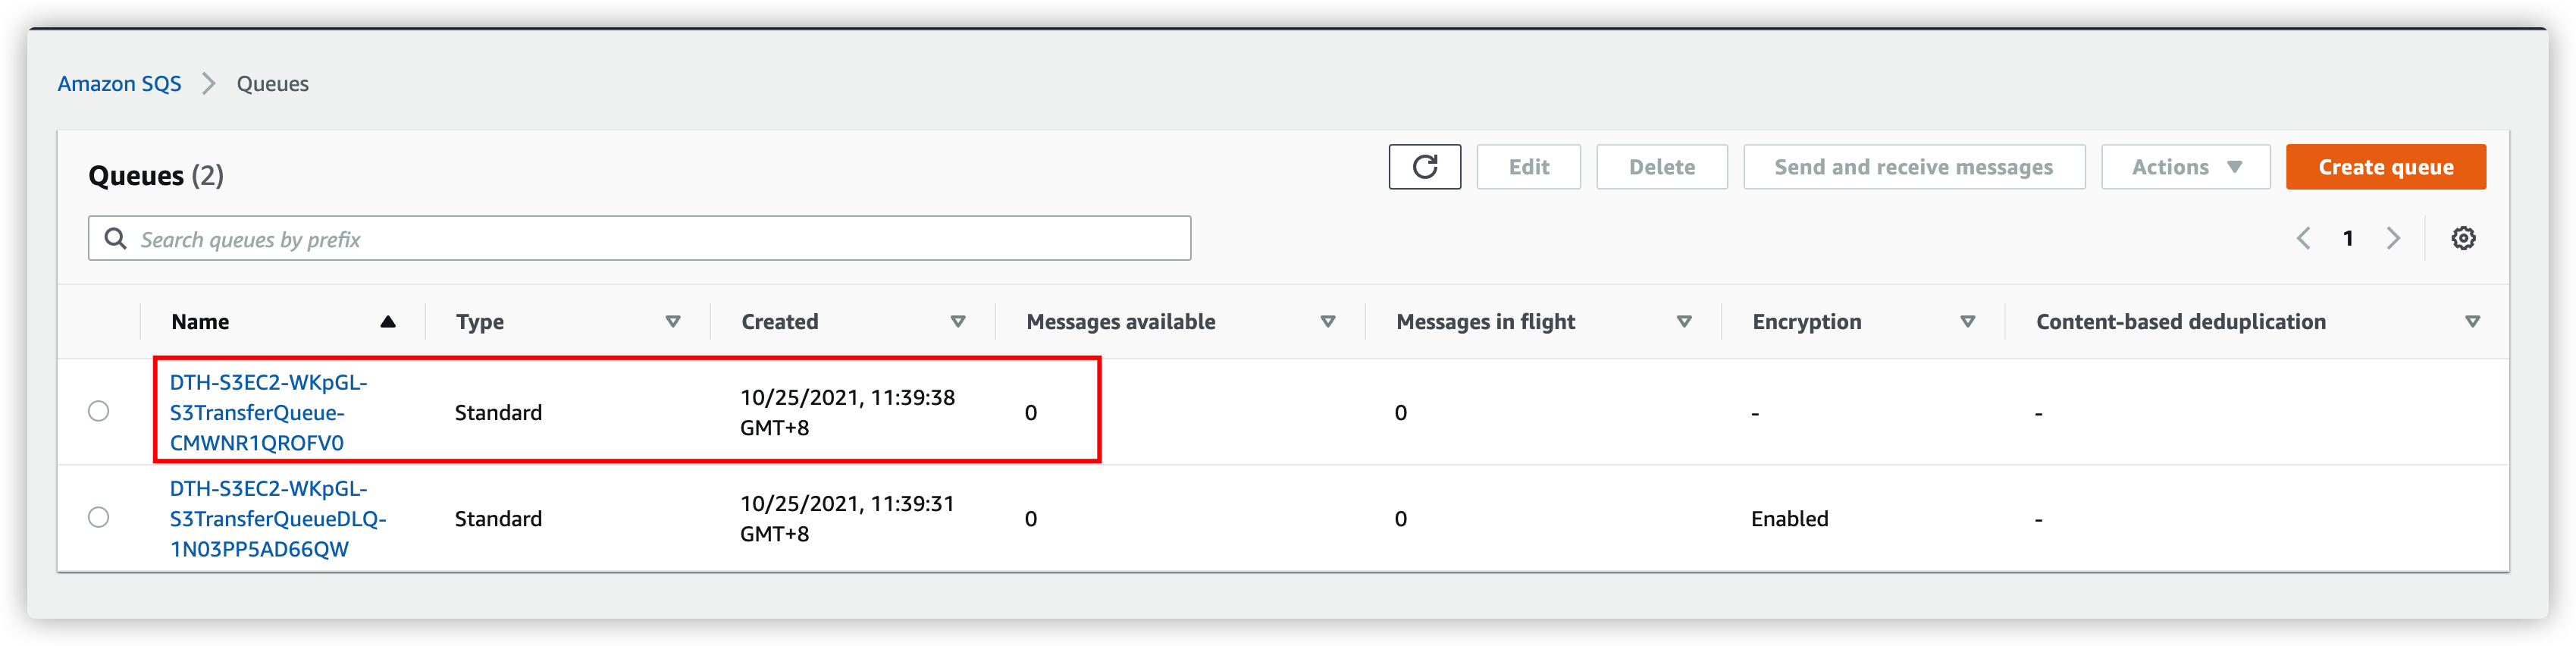 Amazon SQS > Queues
Queues (2)
Edit
Delete
Send and receive messages
Actions
Create queue
Search queues by prefix
1
Name
Type
Created
Messages available
Messages in flight
Encryption
Content-based deduplication
DTH-S3EC2-WKpGL-
S3TransferQueue-
CMWNR1QROFV0
Standard
10/25/2021, 11:39:38
GMT+8
0
0
-
-
DTH-S3EC2-WKpGL-
S3TransferQueueDLQ-
1N03PP5AD66QW
Standard
10/25/2021, 11:39:31
GMT+8
0
0
Enabled
-